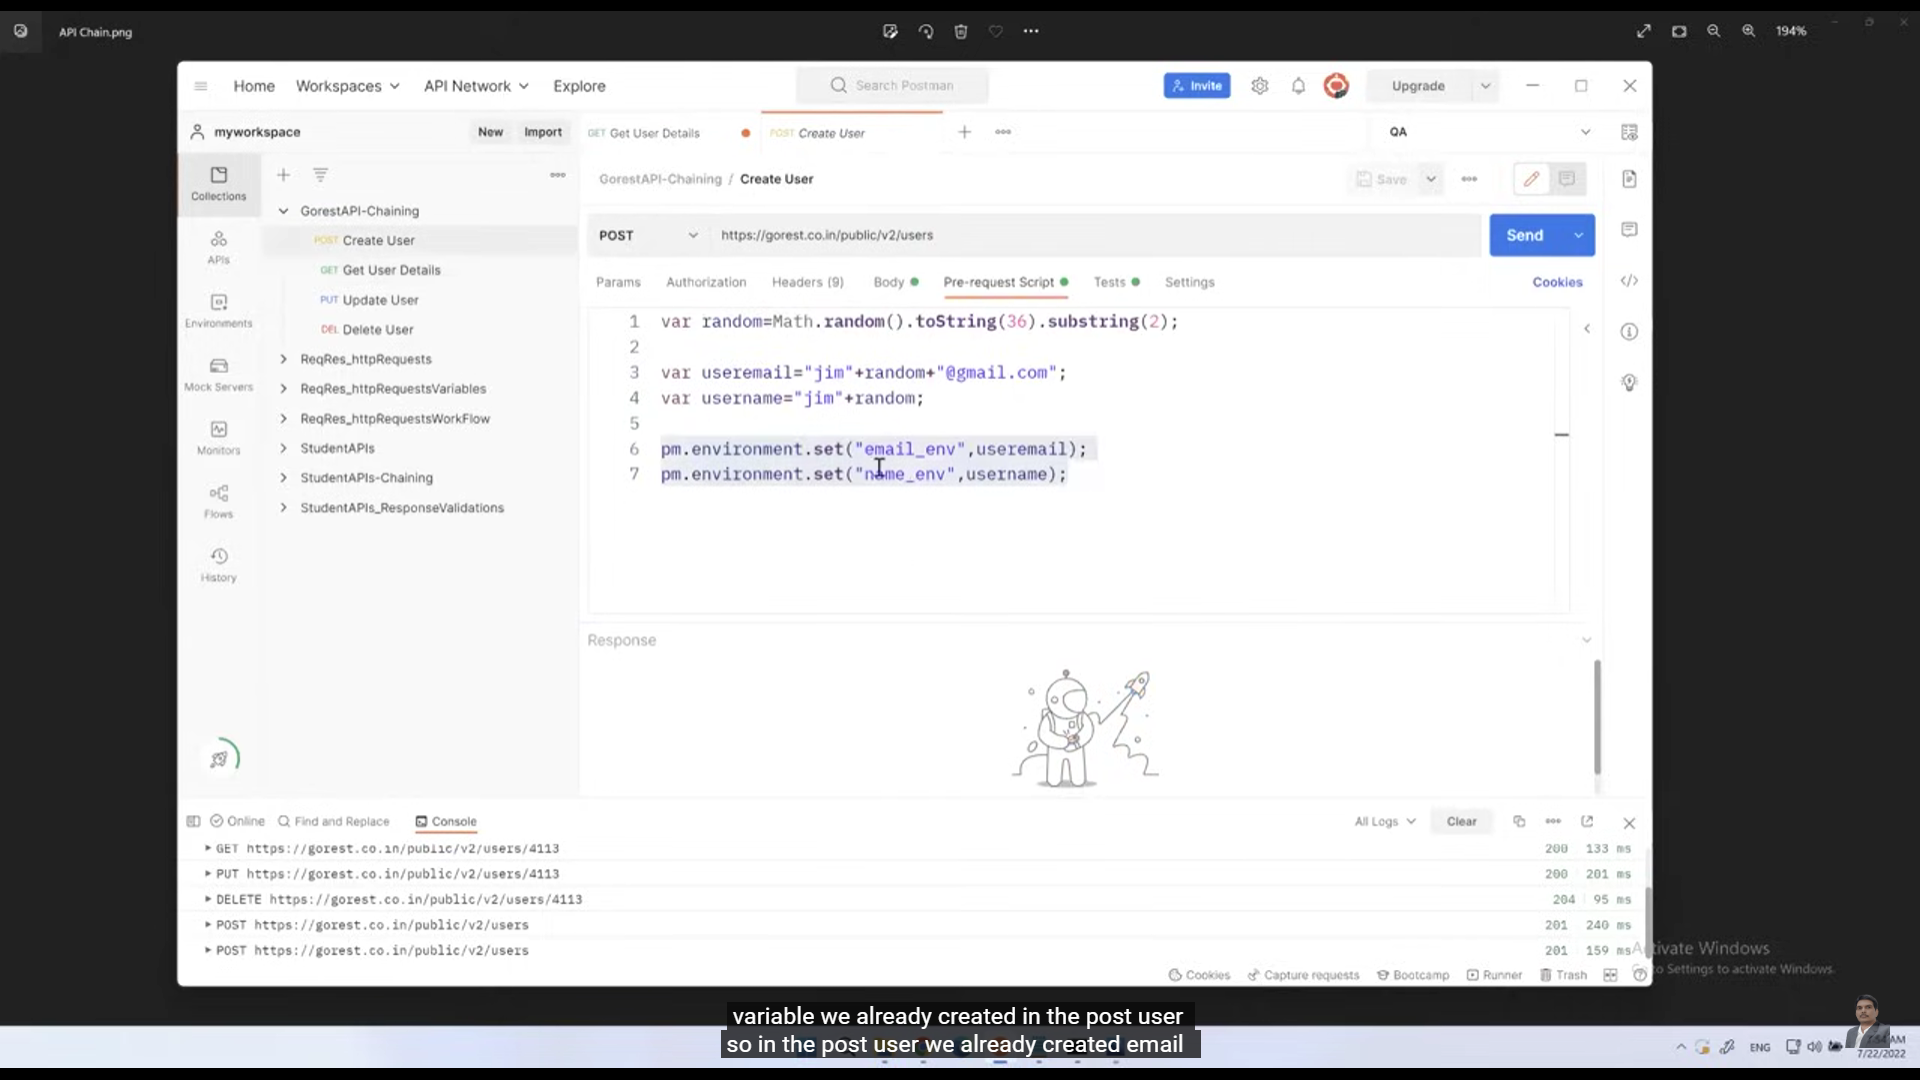 API Chain.png
194%
Home Workspaces API Network Explore Search Postman Invite Upgrade
myworkspace New Import GET Get User Details POST Create User QA
Collections
APIs
Environments
Mock Servers
Monitors
Flows
History
GorestAPI-Chaining
POST Create User
GET Get User Details
PUT Update User
DEL Delete User
ReqRes_httpRequests
ReqRes_httpRequestsVariables
ReqRes_httpRequestsWorkFlow
StudentAPIs
StudentAPIs-Chaining
StudentAPIs_ResponseValidations
GorestAPI-Chaining / Create User Save
POST https://gorest.co.in/public/v2/users Send
Params Authorization Headers (9) Body Pre-request Script Tests Settings Cookies
1 var random=Math.random().toString(36).substring(2);
2
3 var useremail="jim"+random+"@gmail.com";
4 var username="jim"+random;
5
6 pm.environment.set("email_env",useremail);
7 pm.environment.set("name_env",username);
Response
Online Find and Replace Console All Logs Clear
GET https://gorest.co.in/public/v2/users/4113 200 133 ms
PUT https://gorest.co.in/public/v2/users/4113 200 201 ms
DELETE https://gorest.co.in/public/v2/users/4113 204 95 ms
POST https://gorest.co.in/public/v2/users 201 240 ms
POST https://gorest.co.in/public/v2/users 201 159 ms
Cookies Capture requests Bootcamp Runner Trash
Activate Windows
to Settings to activate Windows.
variable we already created in the post user
so in the post user we already created email
ENG
AM
7/22/2022